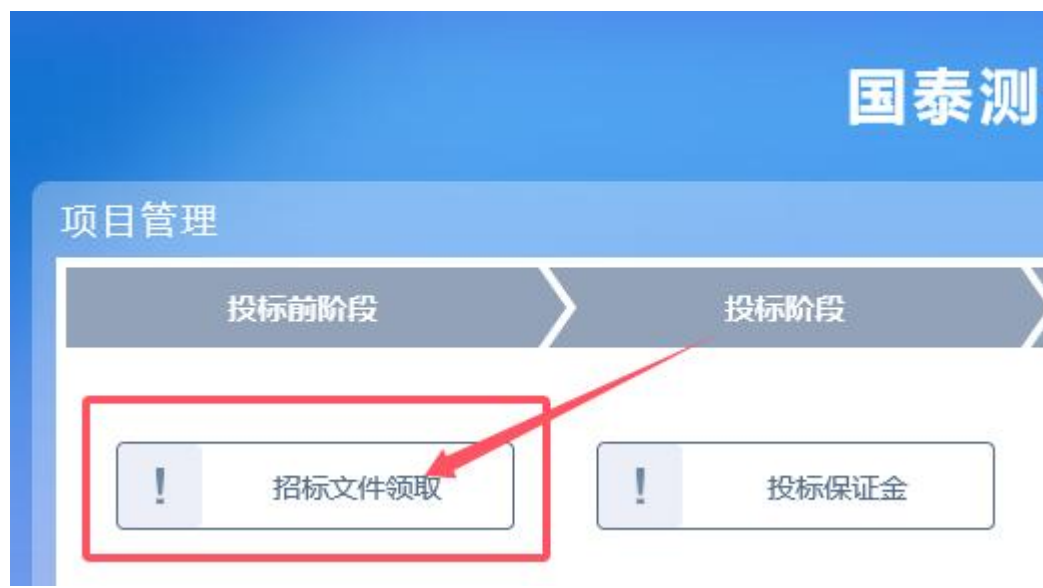 国泰测
项目管理
投标前阶段
投标阶段
! 招标文件领取
! 投标保证金